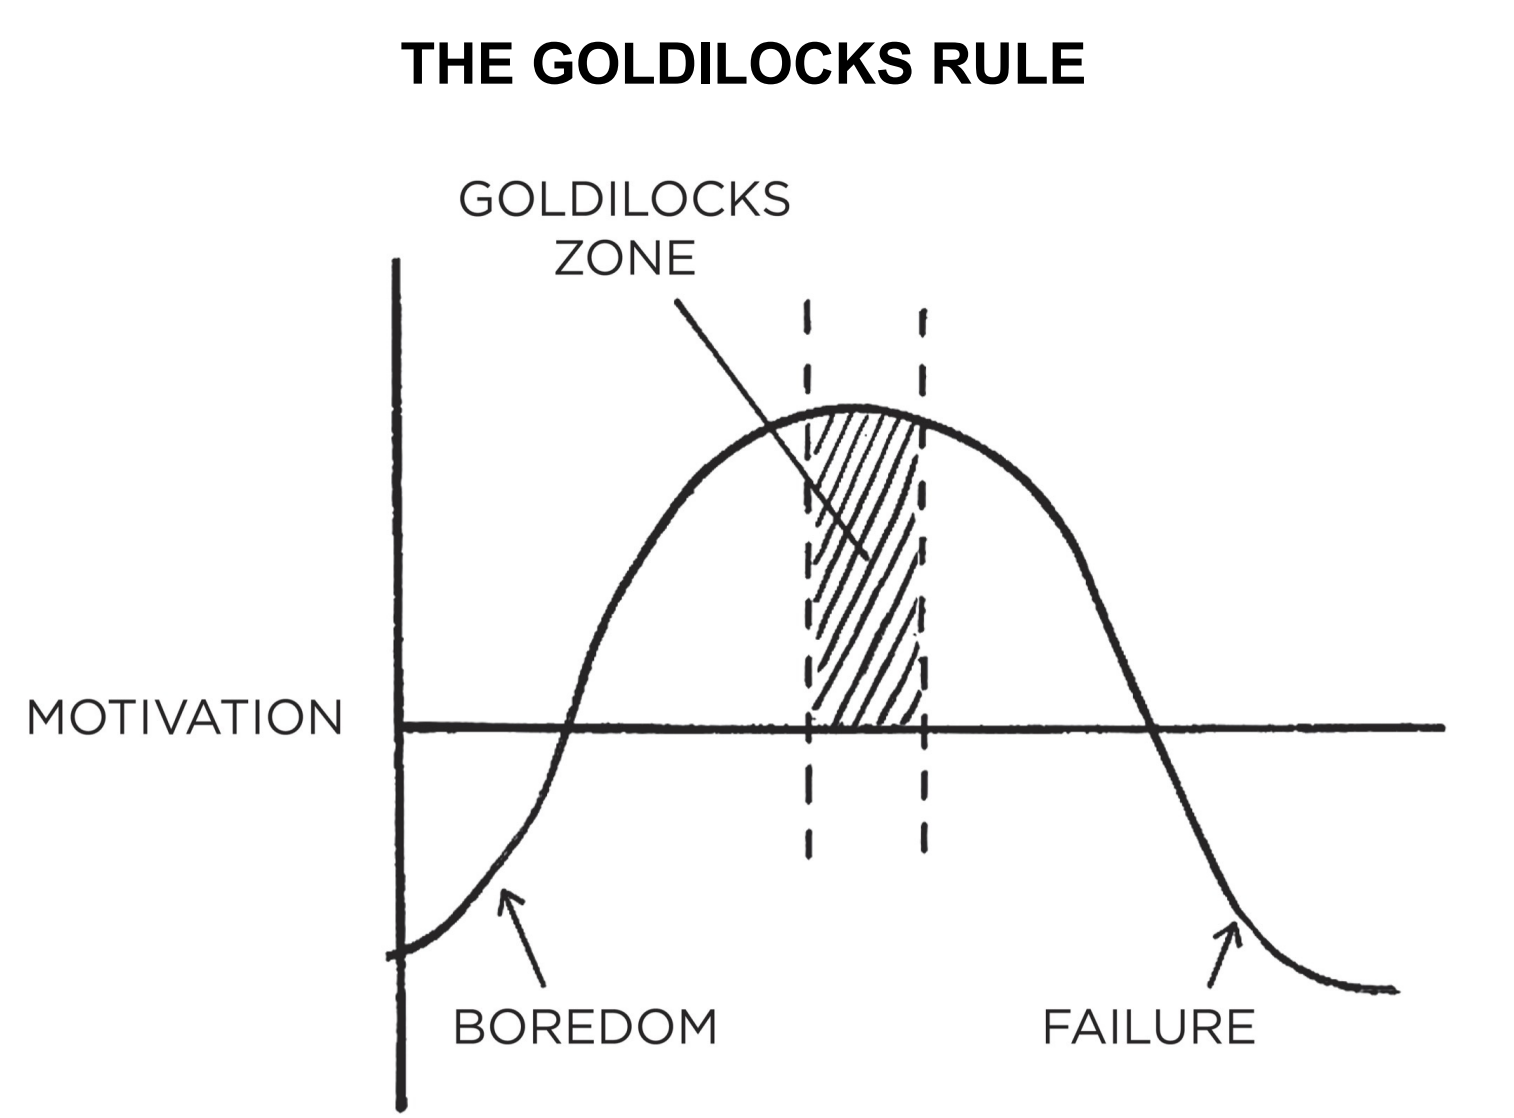 THE GOLDILOCKS RULE
GOLDILOCKS
ZONE
MOTIVATION
BOREDOM
FAILURE